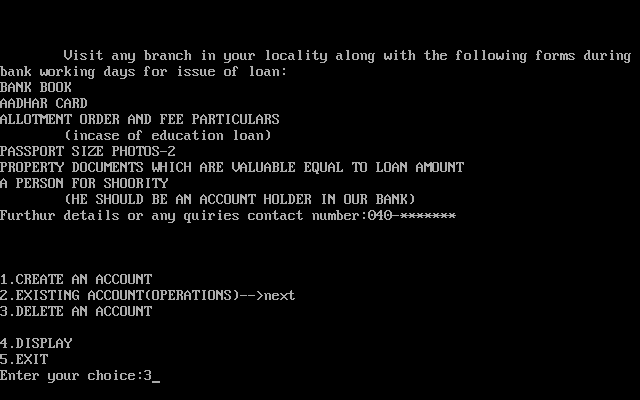 Visit any branch in your locality along with the following forms during
bank working days for issue of loan:
BANK BOOK
AADHAR CARD
ALLOTMENT ORDER AND FEE PARTICULARS
(incase of education loan)
PASSPORT SIZE PHOTOS-2
PROPERTY DOCUMENTS WHICH ARE VALUABLE EQUAL TO LOAN AMOUNT
A PERSON FOR SHOORITY
(HE SHOULD BE AN ACCOUNT HOLDER IN OUR BANK)
Furthur details or any quiries contact number:040-*******
1.CREATE AN ACCOUNT
2.EXISTING ACCOUNT(OPERATIONS)-->next
3.DELETE AN ACCOUNT
4.DISPLAY
5.EXIT
Enter your choice:3_